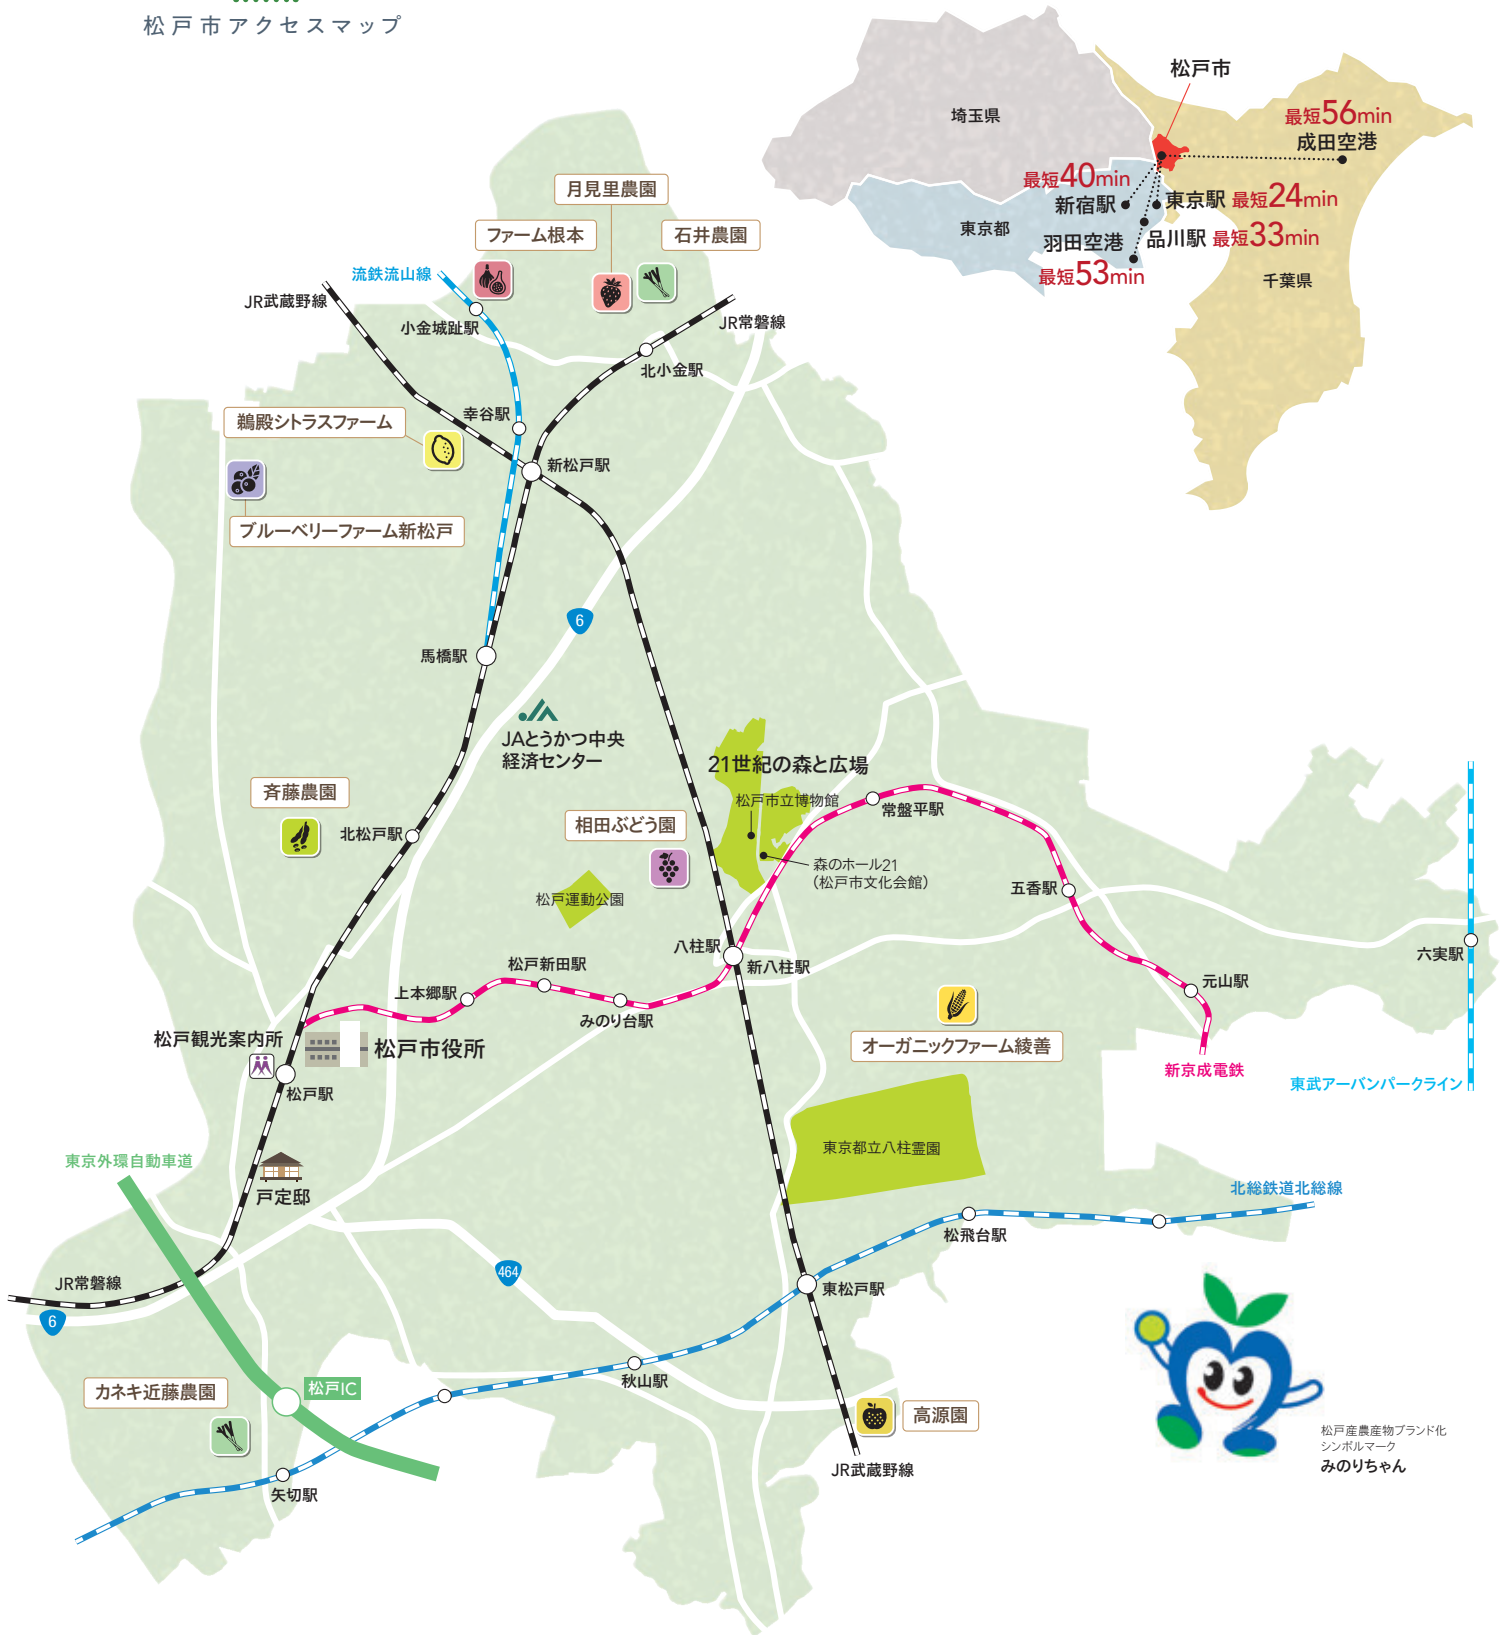 松戸市アクセスマップ
松戸市
埼玉県
最短56min
成田空港
最短40min
新宿駅
東京駅 最短24min
東京都
羽田空港
品川駅 最短33min
最短53min
千葉県
月見里農園
ファーム根本
石井農園
流鉄流山線
JR武蔵野線
小金城趾駅
JR常磐線
北小金駅
幸谷駅
鵜殿シトラスファーム
新松戸駅
ブルーベリーファーム新松戸
6
馬橋駅
JAとうかつ中央
経済センター
21世紀の森と広場
斉藤農園
松戸市立博物館
常盤平駅
相田ぶどう園
北松戸駅
森のホール21
(松戸市文化会館)
五香駅
松戸運動公園
八柱駅
六実駅
松戸新田駅
新八柱駅
元山駅
上本郷駅
みのり台駅
松戸観光案内所
松戸市役所
オーガニックファーム綾善
新京成電鉄
東武アーバンパークライン
松戸駅
東京都立八柱霊園
東京外環自動車道
戸定邸
北総鉄道北総線
松飛台駅
464
JR常磐線
東松戸駅
6
カネキ近藤農園
松戸IC
秋山駅
高源園
松戸産農産物ブランド化
シンボルマーク
みのりちゃん
JR武蔵野線
矢切駅